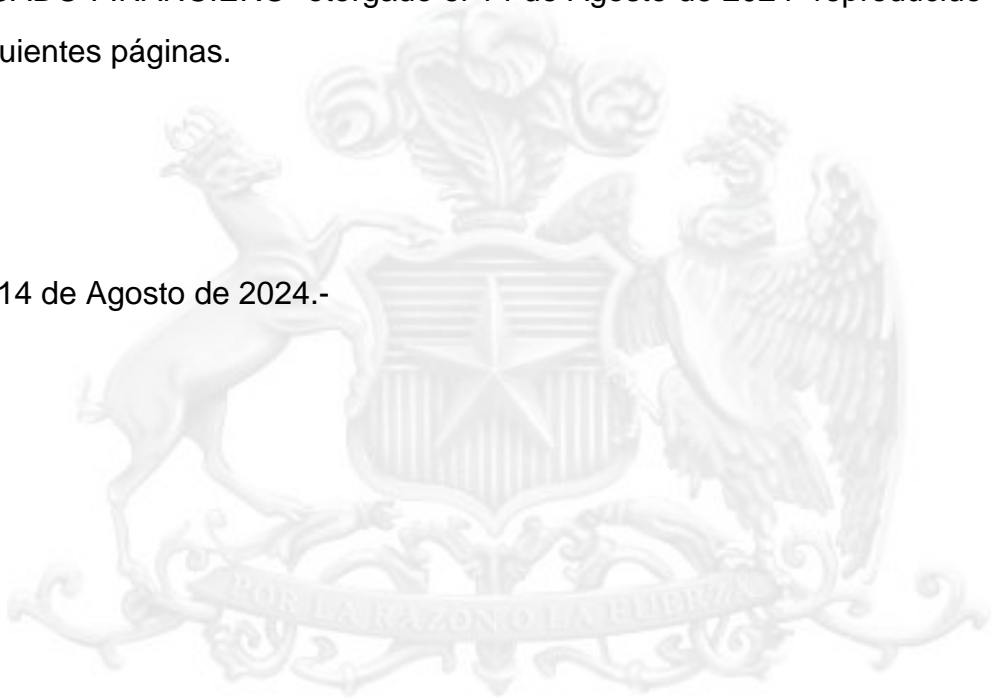 otorgado el 14 de Agosto de 2024 reproducido
uientes páginas.
14 de Agosto de 2024.-
POR LA RAZON O LA FUERZA